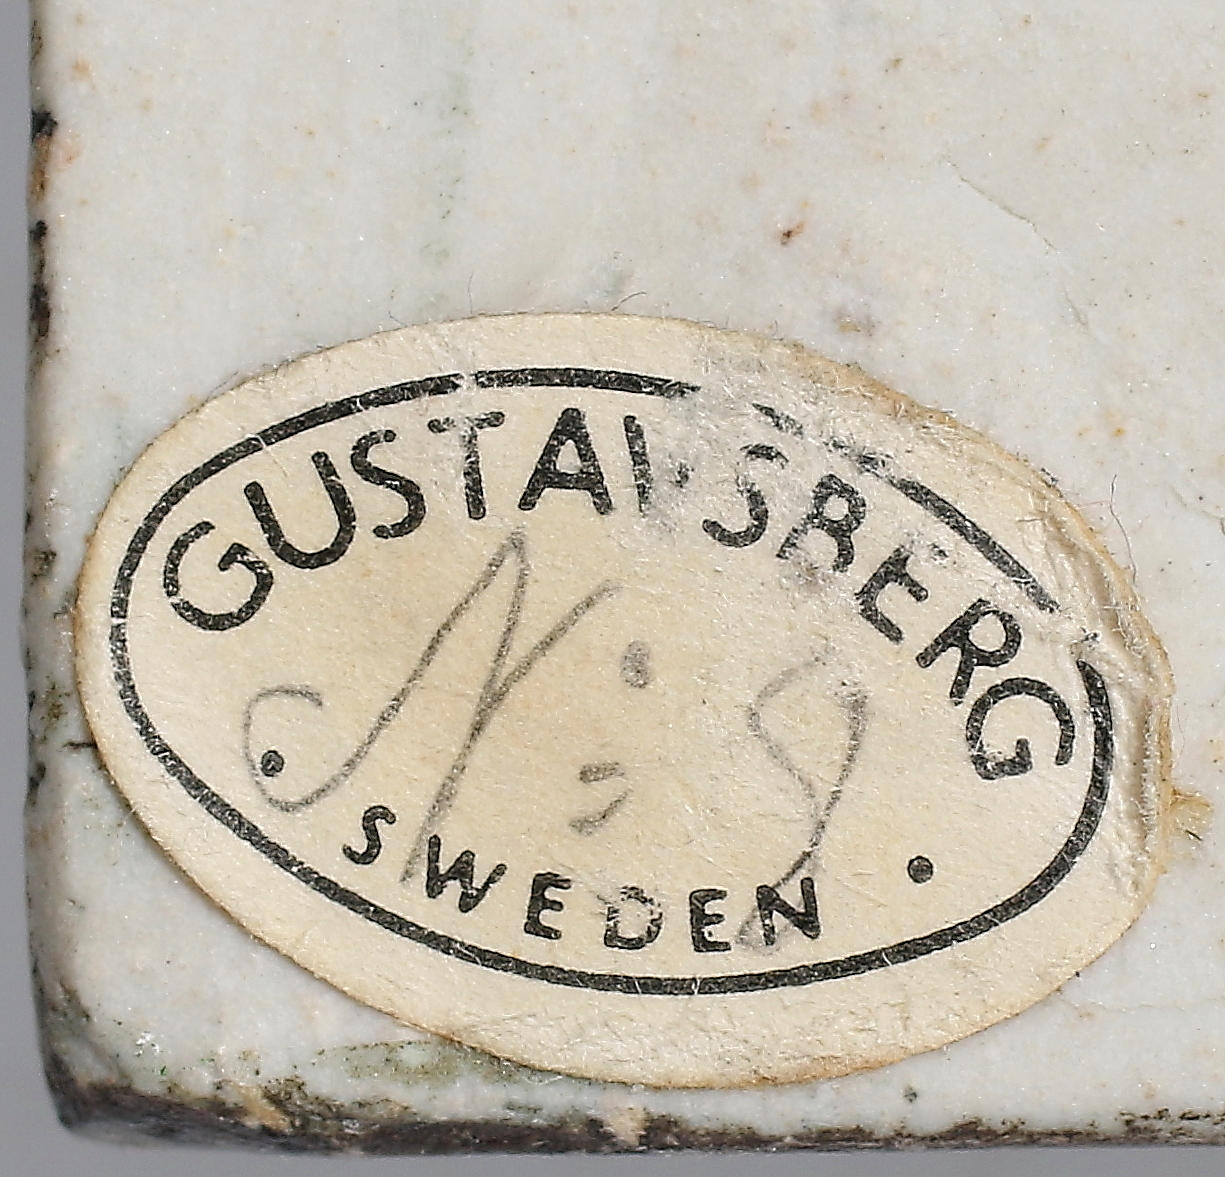 GUSTAVSBERG
N:o 9
· SWEDEN ·